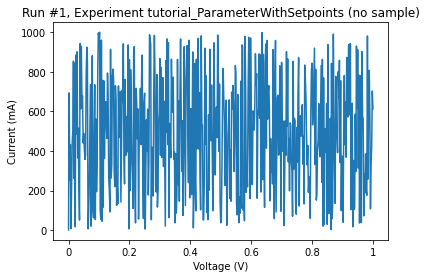 Run #1, Experiment tutorial_ParameterWithSetpoints (no sample)
Current (mA)
1000
800
600
400
200
0
0 0.2 0.4 0.6 0.8 1
Voltage (V)